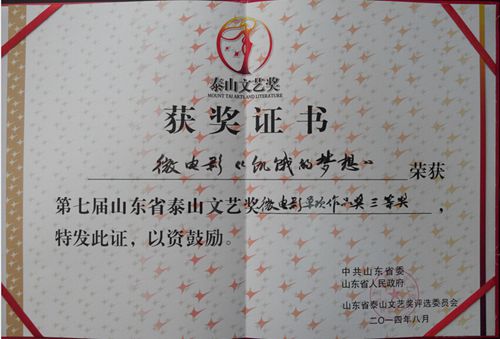 泰山文艺奖
MOUNT TAI ARTS AND LITERATURE
获奖证书
微电影《饥饿的梦想》荣获
第七届山东省泰山文艺奖微电影单项作品奖三等奖，
特发此证，以资鼓励。
中共山东省委
山东省人民政府
山东省泰山文艺奖评选委员会
二〇一四年八月